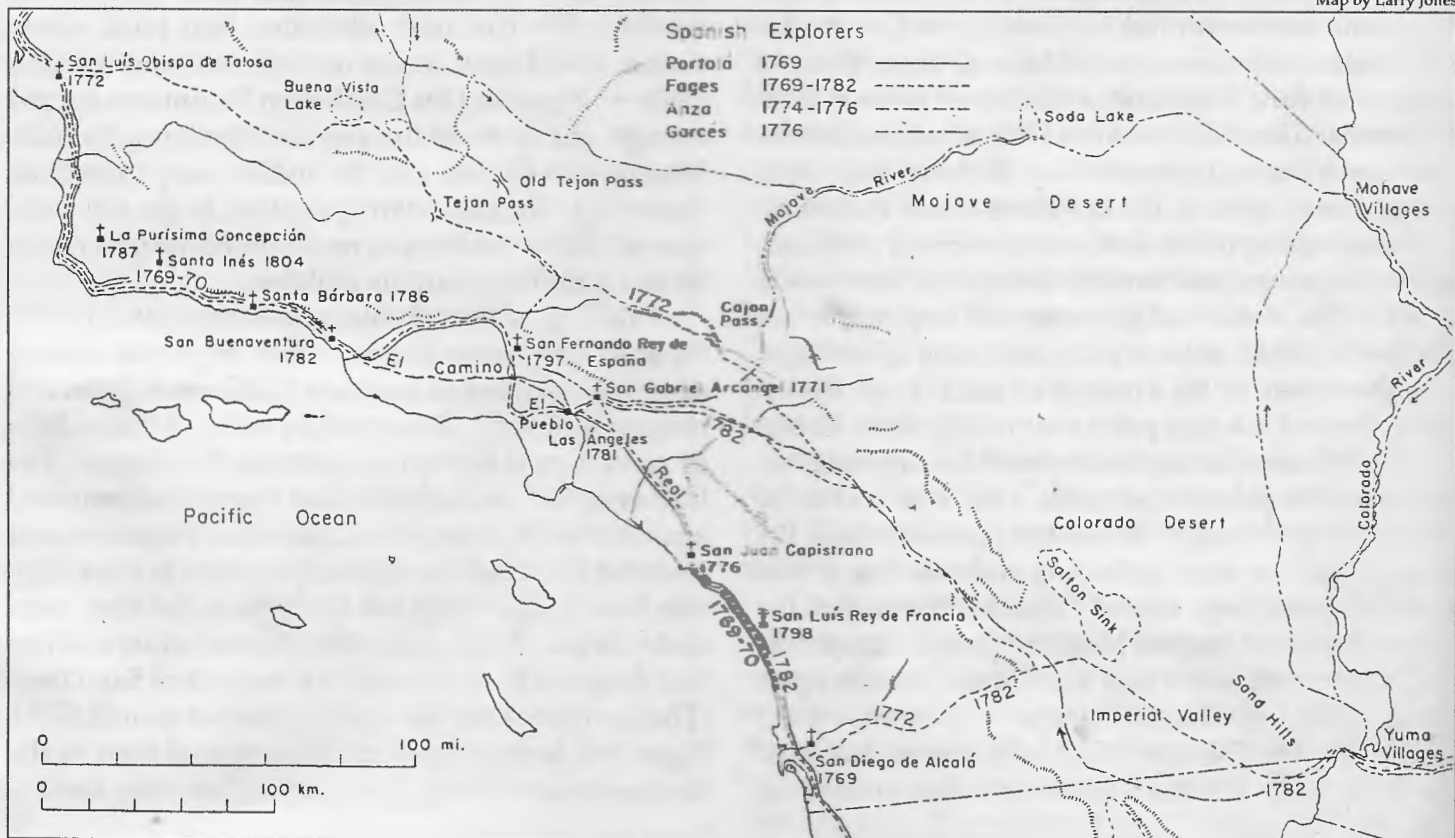 Map by Larry Jones
Spanish Explorers
Portolá 1769
Fages 1769-1782
Anza 1774-1776
Garcés 1776
San Luís Obispa de Tolosa
1772
Buena Vista
Lake
Soda Lake
Old Tejon Pass
Tejon Pass
Mojave River
Mojave Desert
Mohave
Villages
La Purísima Concepción
1787
Santa Inés 1804
1769-70
Santa Bárbara 1786
1772
Cajon
Pass
San Buenaventura
1782
San Fernando Rey de
1797 España
El Camino
San Gabriel Arcangel 1771
El
Pueblo
Los Angeles
1781
1782
Real
River
Colorado
Pacific Ocean
Colorado Desert
San Juan Capistrana
1776
Salton Sink
San Luís Rey de Francia
1798
1769-70
1782
1772
1782
Imperial Valley
Sand Hills
Yuma
Villages
San Diego de Alcalá
1769
1782
0 100 mi.
0 100 km.